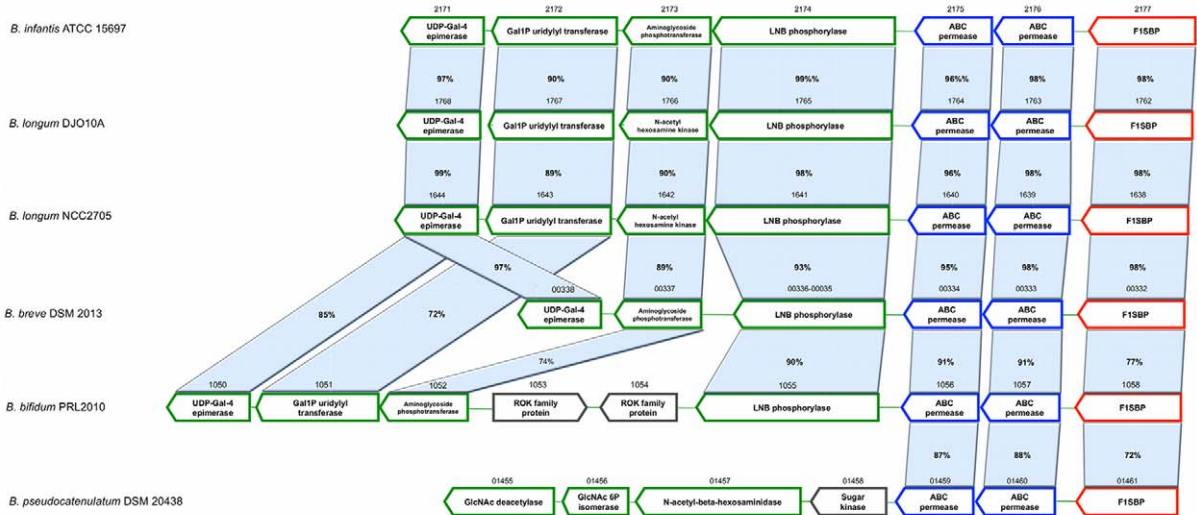 2171 2172 2173 2174 2175 2176 2177
B. infantis ATCC 15697
UDP-Gal-4 epimerase
Gal1P uridylyl transferase
Aminoglycoside phosphotransferase
LNB phosphorylase
ABC permease
ABC permease
F1SBP
97% 90% 90% 99%% 96%% 98% 98%
1768 1767 1766 1765 1764 1763 1762
B. longum DJO10A
UDP-Gal-4 epimerase
Gal1P uridylyl transferase
N-acetyl hexosamine kinase
LNB phosphorylase
ABC permease
ABC permease
F1SBP
99% 89% 90% 98% 96% 98% 98%
1644 1643 1642 1641 1640 1639 1638
B. longum NCC2705
UDP-Gal-4 epimerase
Gal1P uridylyl transferase
N-acetyl hexosamine kinase
LNB phosphorylase
ABC permease
ABC permease
F1SBP
97% 89% 93% 95% 98% 98%
00338 00337 00336-00035 00334 00333 00332
85% 72%
B. breve DSM 2013
UDP-Gal-4 epimerase
Aminoglycoside phosphotransferase
LNB phosphorylase
ABC permease
ABC permease
F1SBP
74% 90% 91% 91% 77%
1050 1051 1052 1053 1054 1055 1056 1057 1058
B. bifidum PRL2010
UDP-Gal-4 epimerase
Gal1P uridylyl transferase
Aminoglycoside phosphotransferase
ROK family protein
ROK family protein
LNB phosphorylase
ABC permease
ABC permease
F1SBP
87% 88% 72%
01455 01456 01457 01458 01459 01460 01461
B. pseudocatenulatum DSM 20438
GlcNAc deacetylase
GlcNAc 6P isomerase
N-acetyl-beta-hexosaminidase
Sugar kinase
ABC permease
ABC permease
F1SBP